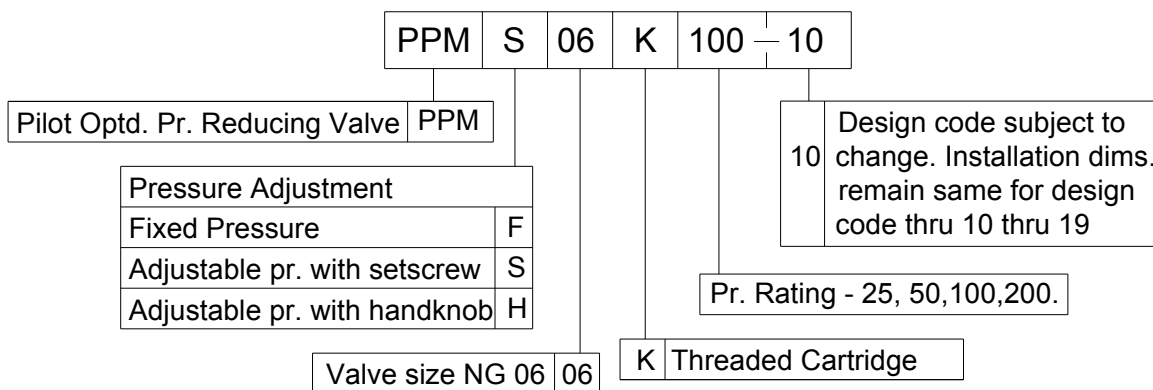 PPM S 06 K 100 — 10
Pilot Optd. Pr. Reducing Valve PPM
Pressure Adjustment
Fixed Pressure F
Adjustable pr. with setscrew S
Adjustable pr. with handknob H
Valve size NG 06 06
K Threaded Cartridge
Pr. Rating - 25, 50,100,200.
Design code subject to
10 change. Installation dims.
remain same for design
code thru 10 thru 19